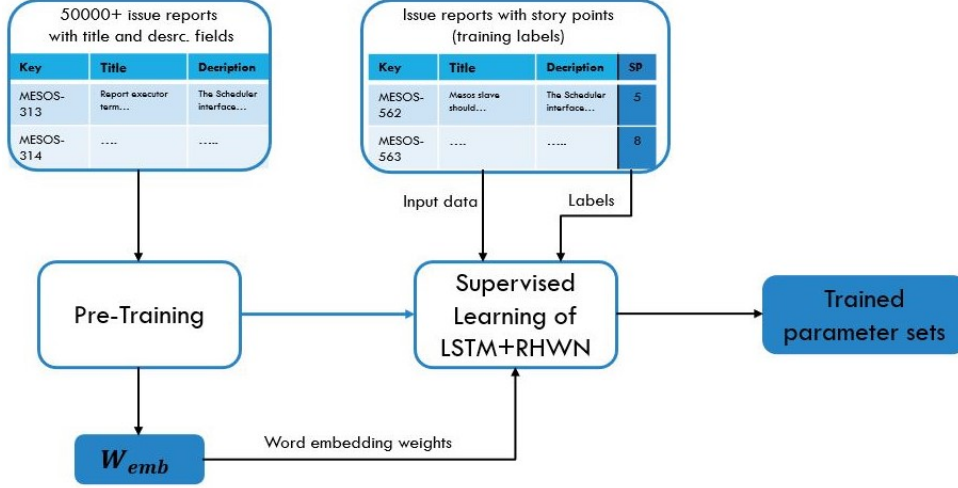 50000+ issue reports
with title and desrc. fields
Key Title Decription
MESOS-
313
Report executor
term...
The Scheduler
interface...
MESOS-
314
....
.....
Issue reports with story points
(training labels)
Key Title Decription SP
MESOS-
562
Mesos slave
should...
The Scheduler
interface...
5
MESOS-
563
....
.....
8
Input data
Labels
Pre-Training
Supervised
Learning of
LSTM+RHWN
Trained
parameter sets
Word embedding weights
W_emb